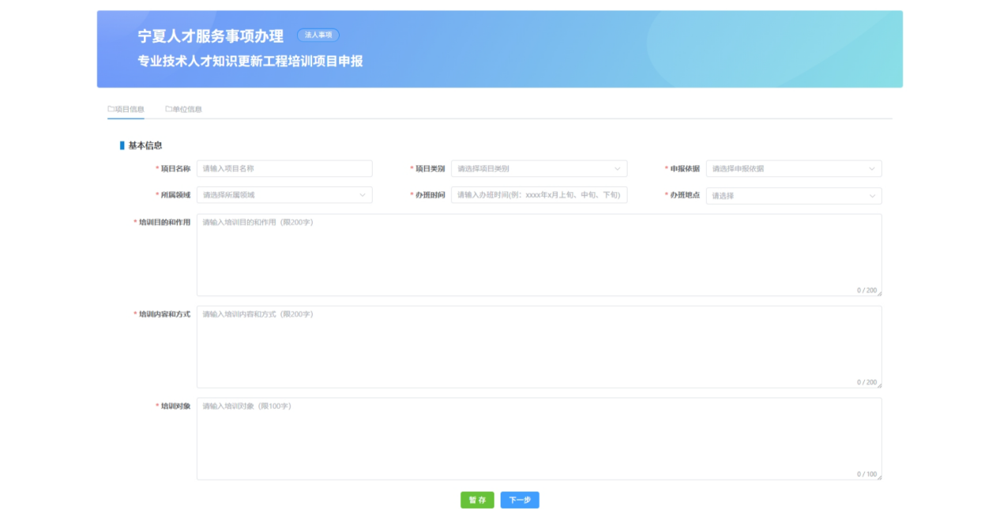 宁夏人才服务事项办理 法人事项
专业技术人才知识更新工程培训项目申报
项目信息 单位信息
基本信息
* 项目名称 请输入项目名称 * 项目类别 请选择项目类别 * 申报依据 请选择申报依据
* 所属领域 请选择所属领域 * 办班时间 请输入办班时间(例：xxxx年x月上旬、中旬、下旬) * 办班地点 请选择
* 培训目的和作用 请输入培训目的和作用（限200字）
0 / 200
* 培训内容和方式 请输入培训内容和方式（限200字）
0 / 200
* 培训对象 请输入培训对象（限100字）
0 / 100
暂存 下一步